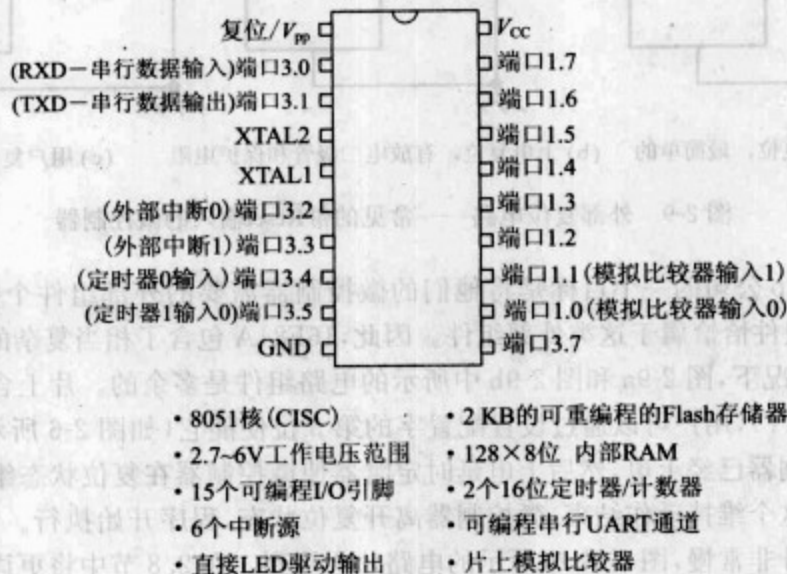 复位/Vpp
VCC
(RXD－串行数据输入)端口3.0
端口1.7
(TXD－串行数据输出)端口3.1
端口1.6
XTAL2
端口1.5
XTAL1
端口1.4
(外部中断0)端口3.2
端口1.3
(外部中断1)端口3.3
端口1.2
(定时器0输入)端口3.4
端口1.1(模拟比较器输入1)
(定时器1输入0)端口3.5
端口1.0(模拟比较器输入0)
GND
端口3.7
• 8051核(CISC)
• 2 KB的可重编程的Flash存储器
• 2.7~6V工作电压范围
• 128×8位 内部RAM
• 15个可编程I/O引脚
• 2个16位定时器/计数器
• 6个中断源
• 可编程串行UART通道
• 直接LED驱动输出
• 片上模拟比较器